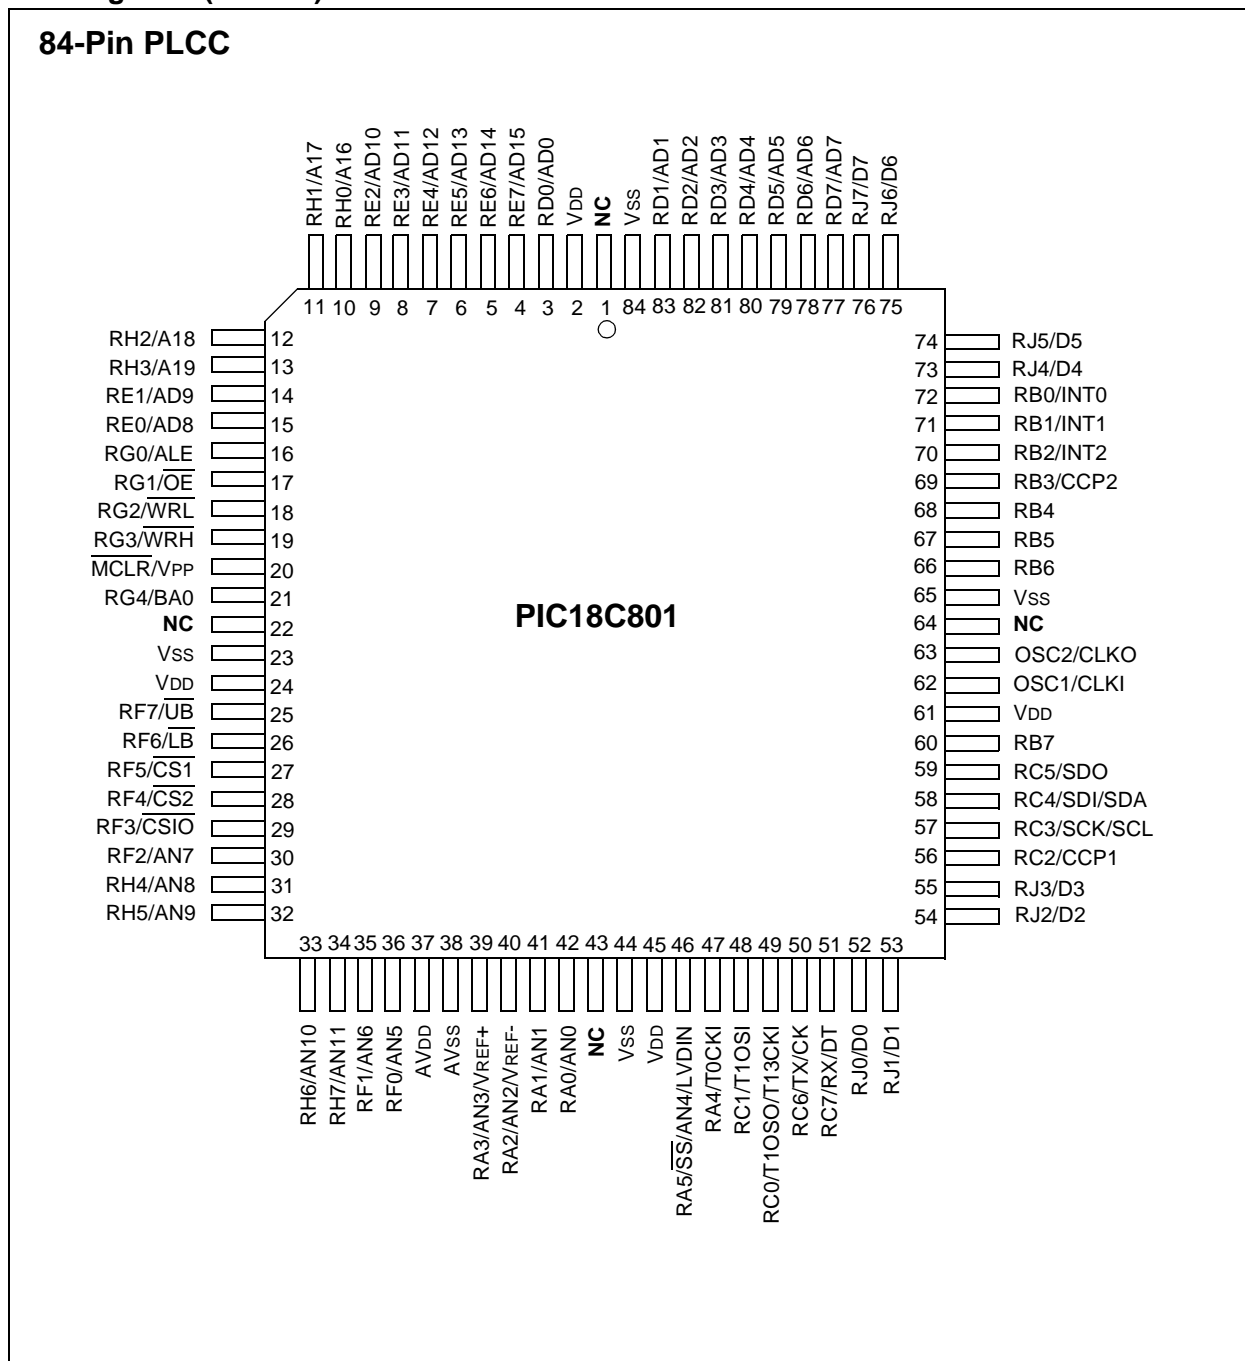 84-Pin PLCC
RH1/A17
RH0/A16
RE2/AD10
RE3/AD11
RE4/AD12
RE5/AD13
RE6/AD14
RE7/AD15
RD0/AD0
VDD
NC
VSS
RD1/AD1
RD2/AD2
RD3/AD3
RD4/AD4
RD5/AD5
RD6/AD6
RD7/AD7
RJ7/D7
RJ6/D6
11 10 9 8 7 6 5 4 3 2 1 84 83 82 81 80 79 78 77 76 75
RH2/A18 12
RH3/A19 13
RE1/AD9 14
RE0/AD8 15
RG0/ALE 16
RG1/O̅E̅ 17
RG2/W̅R̅L̅ 18
RG3/W̅R̅H̅ 19
M̅C̅L̅R̅/VPP 20
RG4/BA0 21
NC 22
VSS 23
VDD 24
RF7/U̅B̅ 25
RF6/L̅B̅ 26
RF5/C̅S̅1̅ 27
RF4/C̅S̅2̅ 28
RF3/C̅S̅I̅O̅ 29
RF2/AN7 30
RH4/AN8 31
RH5/AN9 32
PIC18C801
74 RJ5/D5
73 RJ4/D4
72 RB0/INT0
71 RB1/INT1
70 RB2/INT2
69 RB3/CCP2
68 RB4
67 RB5
66 RB6
65 VSS
64 NC
63 OSC2/CLKO
62 OSC1/CLKI
61 VDD
60 RB7
59 RC5/SDO
58 RC4/SDI/SDA
57 RC3/SCK/SCL
56 RC2/CCP1
55 RJ3/D3
54 RJ2/D2
33 34 35 36 37 38 39 40 41 42 43 44 45 46 47 48 49 50 51 52 53
RH6/AN10
RH7/AN11
RF1/AN6
RF0/AN5
AVDD
AVSS
RA3/AN3/VREF+
RA2/AN2/VREF-
RA1/AN1
RA0/AN0
NC
VSS
VDD
RA5/S̅S̅/AN4/LVDIN
RA4/T0CKI
RC1/T1OSI
RC0/T1OSO/T13CKI
RC6/TX/CK
RC7/RX/DT
RJ0/D0
RJ1/D1